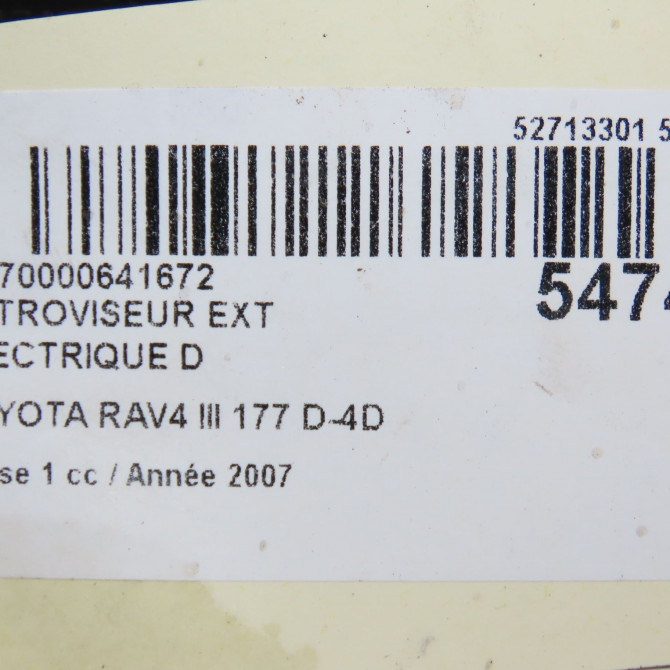 52713301 5
70000641672
5474
TROVISEUR EXT
ECTRIQUE D
YOTA RAV4 III 177 D-4D
se 1 cc / Année 2007